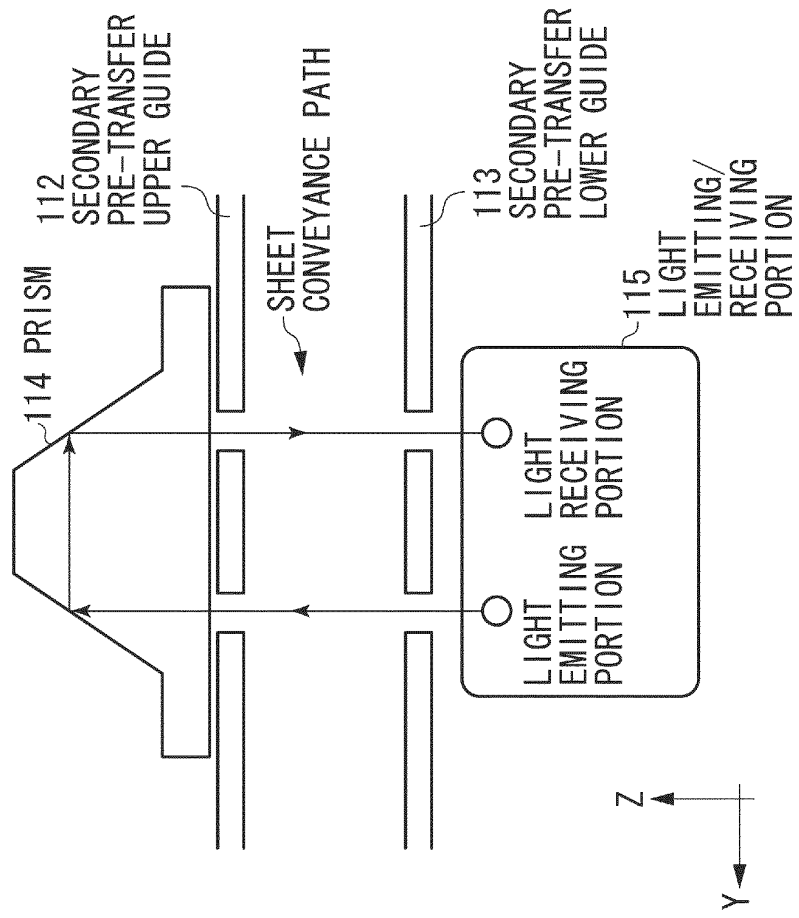 114 PRISM
112
SECONDARY
PRE-TRANSFER
UPPER GUIDE
SHEET
CONVEYANCE PATH
113
SECONDARY
PRE-TRANSFER
LOWER GUIDE
LIGHT
EMITTING
PORTION
LIGHT
RECEIVING
PORTION
115
LIGHT
EMITTING/
RECEIVING
PORTION
Z
Y